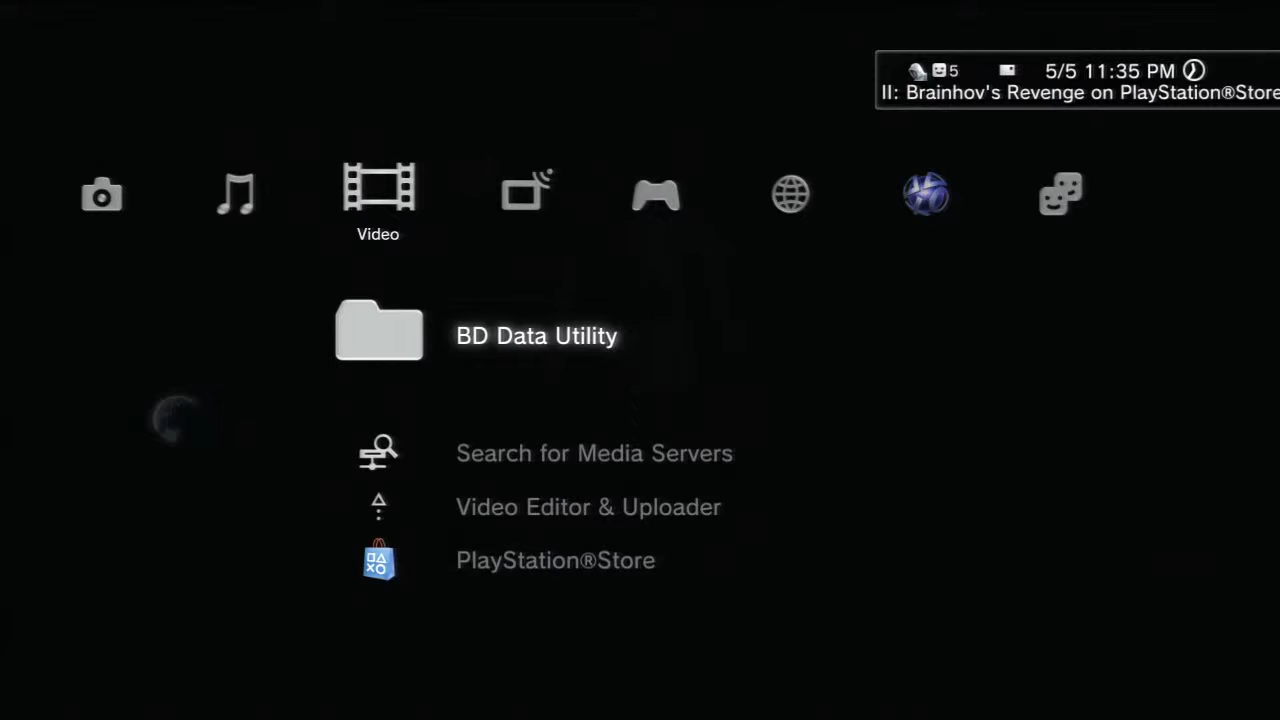 5
5/5 11:35 PM
II: Brainhov's Revenge on PlayStation®Store
Video
BD Data Utility
Search for Media Servers
Video Editor & Uploader
PlayStation®Store